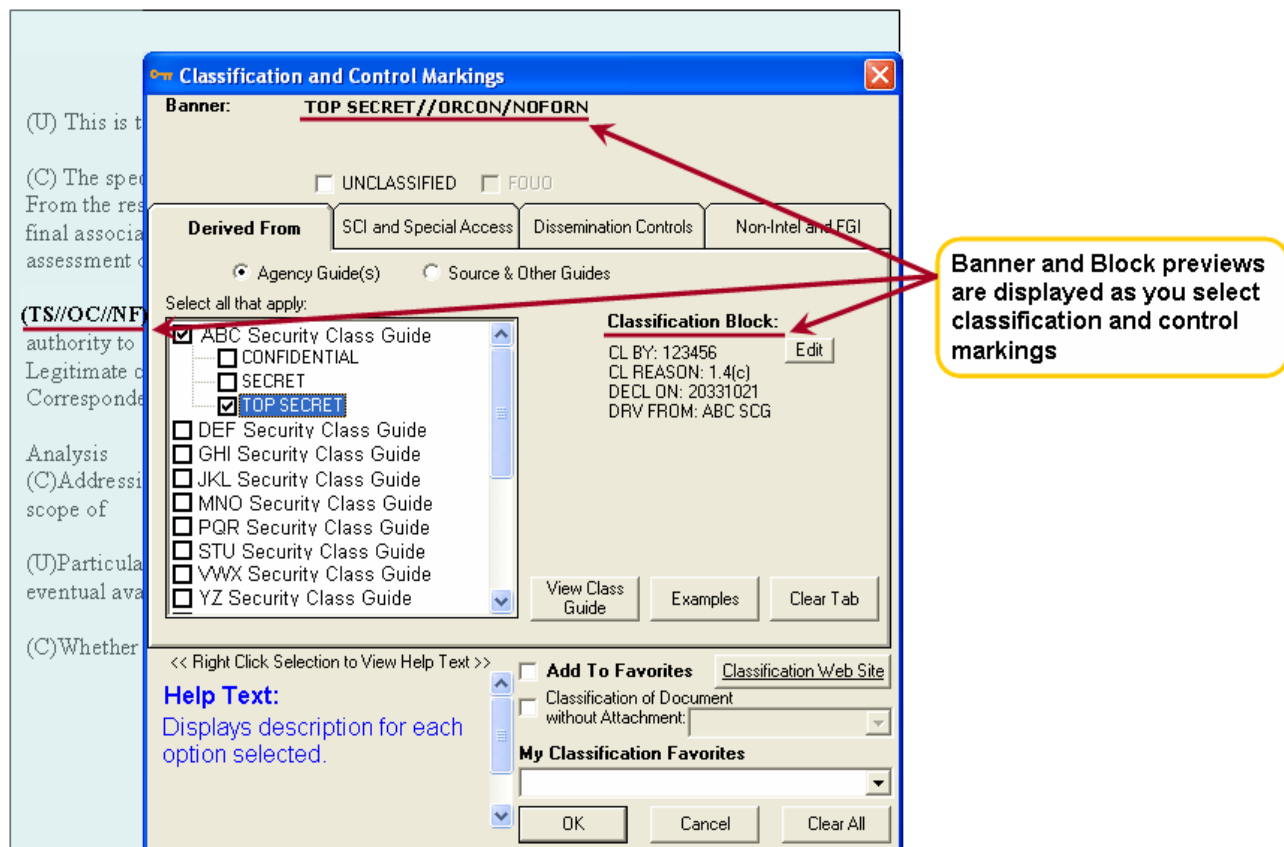 Classification and Control Markings
Banner: TOP SECRET//ORCON/NOFORN
UNCLASSIFIED FOUO
Derived From SCI and Special Access Dissemination Controls Non-Intel and FGI
Agency Guide(s) Source & Other Guides
Select all that apply:
ABC Security Class Guide
CONFIDENTIAL
SECRET
TOP SECRET
DEF Security Class Guide
GHI Security Class Guide
JKL Security Class Guide
MNO Security Class Guide
PQR Security Class Guide
STU Security Class Guide
VWX Security Class Guide
YZ Security Class Guide
Classification Block:
Edit
CL BY: 123456
CL REASON: 1.4(c)
DECL ON: 20331021
DRV FROM: ABC SCG
View Class
Guide
Examples
Clear Tab
<< Right Click Selection to View Help Text >>
Help Text:
Displays description for each
option selected.
Add To Favorites
Classification Web Site
Classification of Document
without Attachment:
My Classification Favorites
OK
Cancel
Clear All
(U) This is
(C) The
From the
final
assessment
(TS//OC//NF)
authority to
Legitimate
Analysis
(C)
scope of
(U)
eventual
(C)Whether
Banner and Block previews
are displayed as you select
classification and control
markings